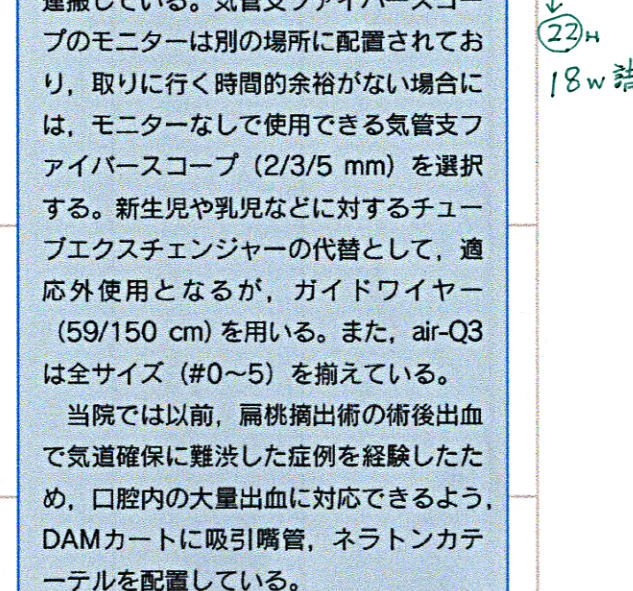 運搬している。気管支ファイバースコー
プのモニターは別の場所に配置されてお
り，取りに行く時間的余裕がない場合に
は，モニターなしで使用できる気管支フ
ァイバースコープ（2/3/5 mm）を選択
する。新生児や乳児などに対するチュー
ブエクスチェンジャーの代替として，適
応外使用となるが，ガイドワイヤー
（59/150 cm）を用いる。また，air-Q3
は全サイズ（#0〜5）を揃えている。
当院では以前，扁桃摘出術の術後出血
で気道確保に難渋した症例を経験したた
め，口腔内の大量出血に対応できるよう，
DAMカートに吸引嘴管，ネラトンカテ
ーテルを配置している。
22H
18w